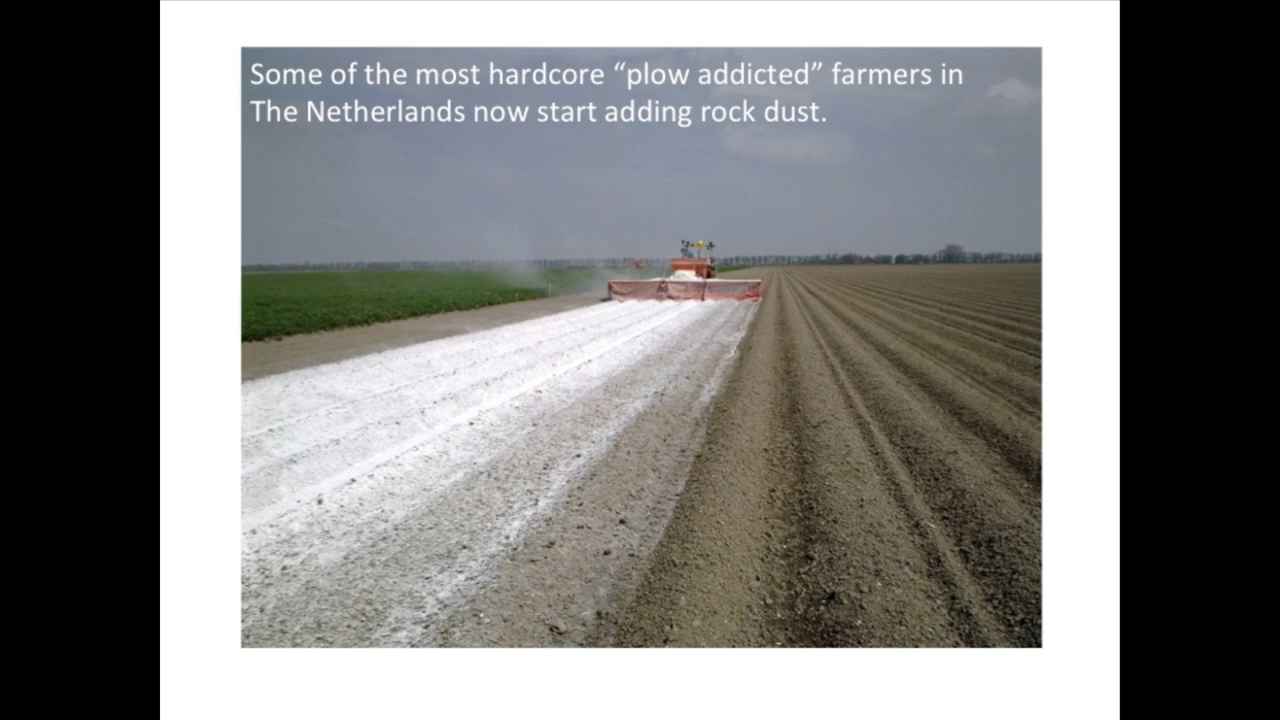 Some of the most hardcore “plow addicted” farmers in
The Netherlands now start adding rock dust.